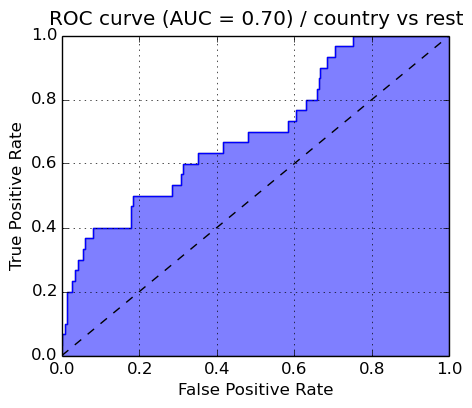 ROC curve (AUC = 0.70) / country vs rest
1.0
0.8
0.6
0.4
0.2
0.0
True Positive Rate
0.0 0.2 0.4 0.6 0.8 1.0
False Positive Rate